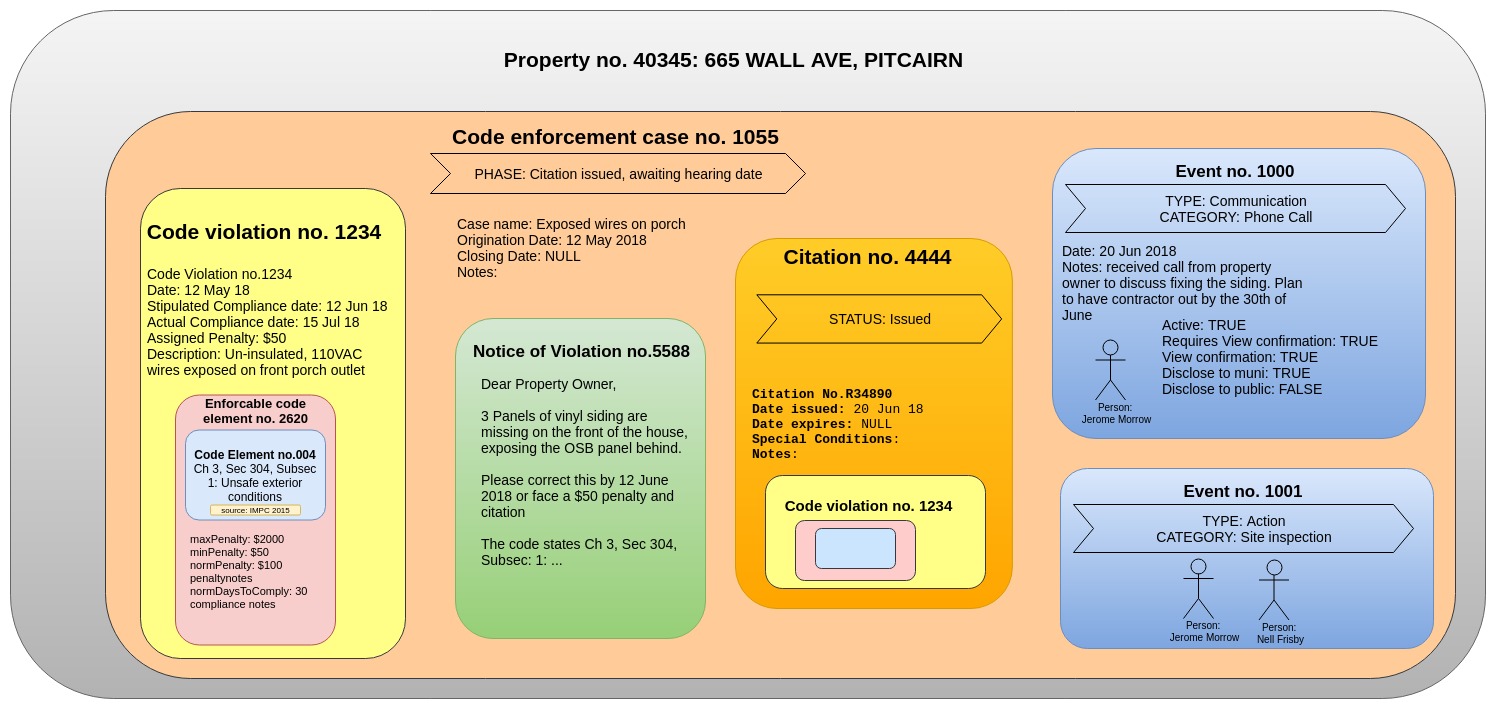 Property no. 40345: 665 WALL AVE, PITCAIRN
Code enforcement case no. 1055
PHASE: Citation issued, awaiting hearing date
Case name: Exposed wires on porch
Origination Date: 12 May 2018
Closing Date: NULL
Notes:
Code violation no. 1234
Code Violation no.1234
Date: 12 May 18
Stipulated Compliance date: 12 Jun 18
Actual Compliance date: 15 Jul 18
Assigned Penalty: $50
Description: Un-insulated, 110VAC
wires exposed on front porch outlet
Enforcable code
element no. 2620
Code Element no.004
Ch 3, Sec 304, Subsec
1: Unsafe exterior
conditions
source: IMPC 2015
maxPenalty: $2000
minPenalty: $50
normPenalty: $100
penaltynotes
normDaysToComply: 30
compliance notes
Notice of Violation no.5588
Dear Property Owner,
3 Panels of vinyl siding are
missing on the front of the house,
exposing the OSB panel behind.
Please correct this by 12 June
2018 or face a $50 penalty and
citation
The code states Ch 3, Sec 304,
Subsec: 1: ...
Citation no. 4444
STATUS: Issued
Citation No.R34890
Date issued: 20 Jun 18
Date expires: NULL
Special Conditions:
Notes:
Code violation no. 1234
Event no. 1000
TYPE: Communication
CATEGORY: Phone Call
Date: 20 Jun 2018
Notes: received call from property
owner to discuss fixing the siding. Plan
to have contractor out by the 30th of
June
Active: TRUE
Requires View confirmation: TRUE
View confirmation: TRUE
Disclose to muni: TRUE
Disclose to public: FALSE
Person:
Jerome Morrow
Event no. 1001
TYPE: Action
CATEGORY: Site inspection
Person:
Jerome Morrow
Person:
Nell Frisby